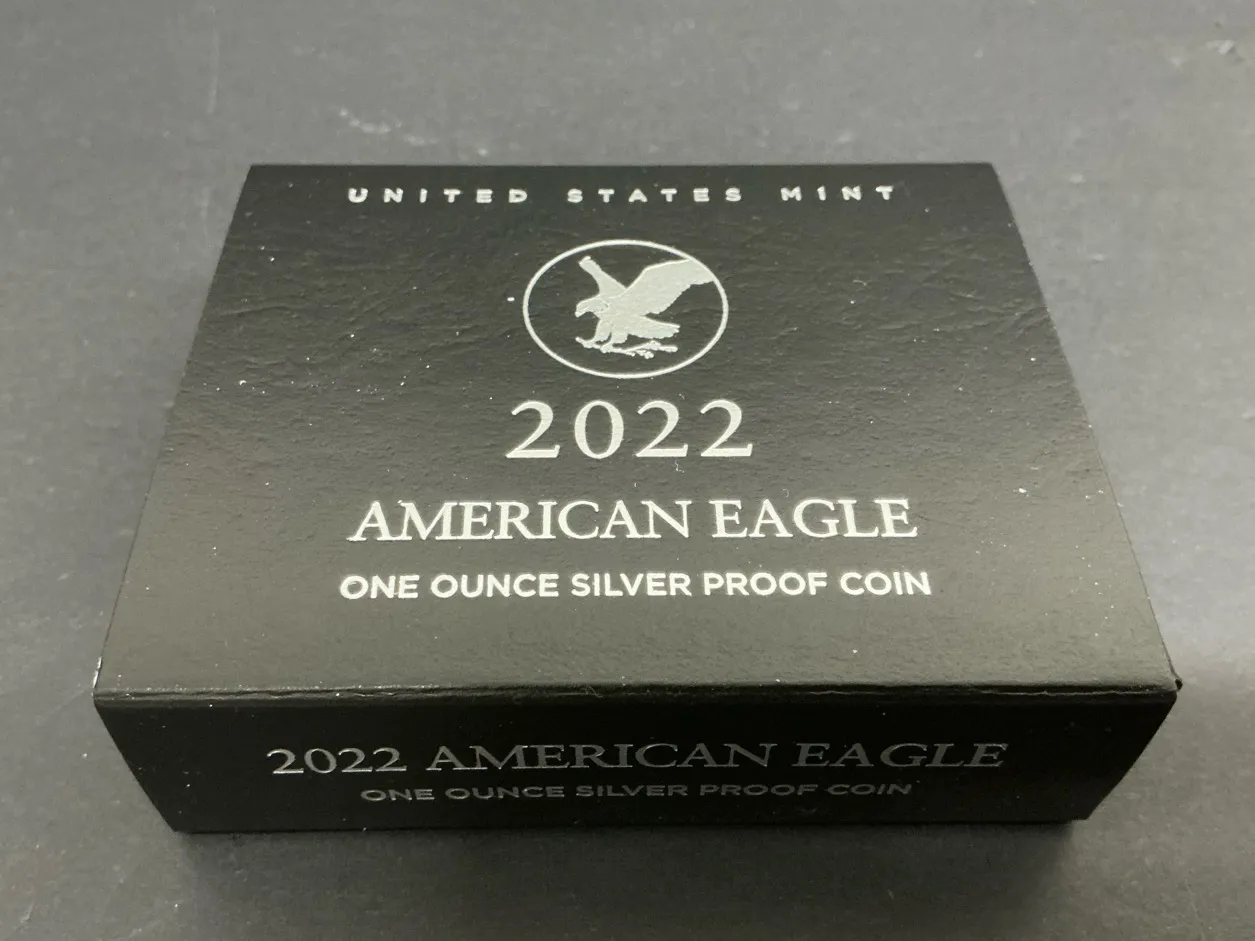 UNITED STATES MINT
2022
AMERICAN EAGLE
ONE OUNCE SILVER PROOF COIN
2022 AMERICAN EAGLE
ONE OUNCE SILVER PROOF COIN